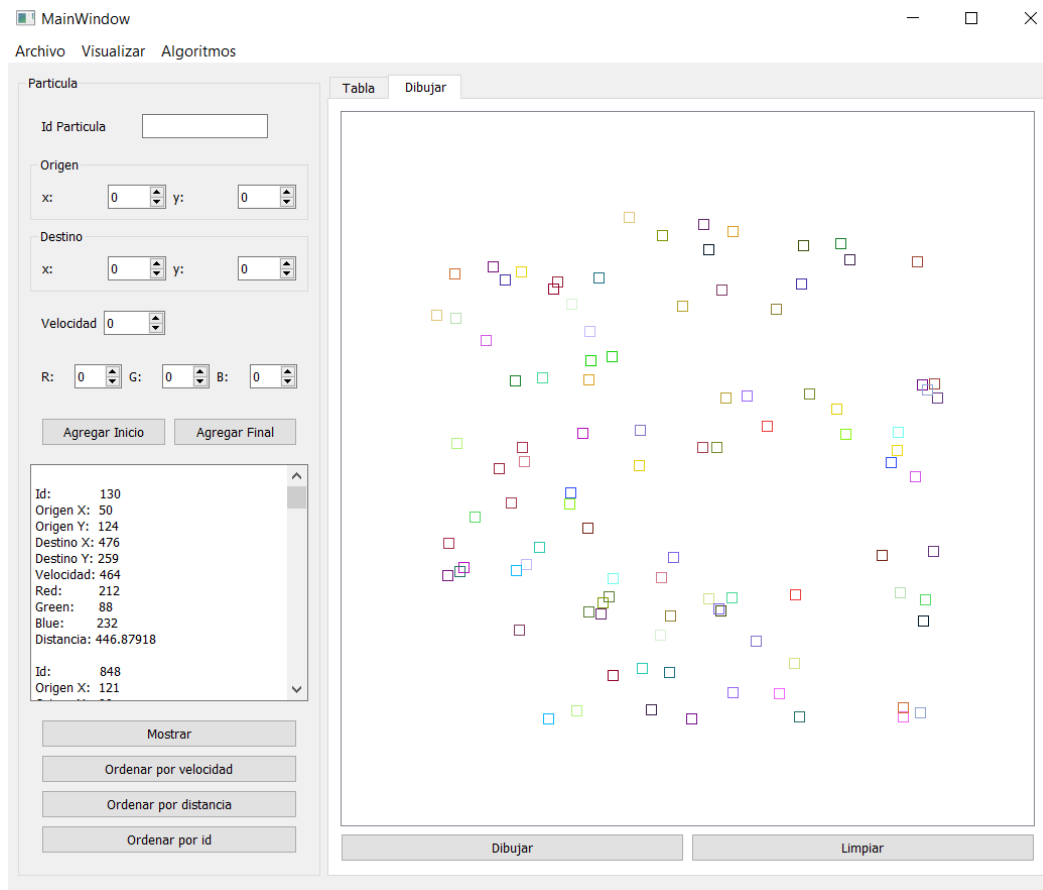 MainWindow
Archivo Visualizar Algoritmos
Particula
Id Particula
Origen
x: 0 y: 0
Destino
x: 0 y: 0
Velocidad 0
R: 0 G: 0 B: 0
Agregar Inicio Agregar Final
Id: 130
Origen X: 50
Origen Y: 124
Destino X: 476
Destino Y: 259
Velocidad: 464
Red: 212
Green: 88
Blue: 232
Distancia: 446.87918
Id: 848
Origen X: 121
Mostrar
Ordenar por velocidad
Ordenar por distancia
Ordenar por id
Tabla Dibujar
Dibujar Limpiar